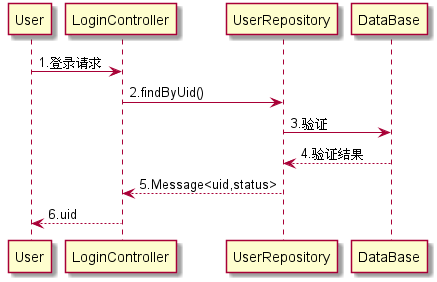 User LoginController UserRepository DataBase
1.登录请求
2.findByUid()
3.验证
4.验证结果
5.Message<uid,status>
6.uid
User LoginController UserRepository DataBase